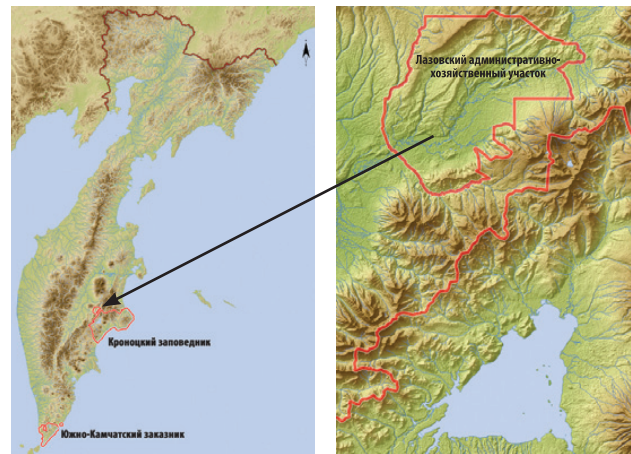 Кроноцкий заповедник
Южно-Камчатский заказник
Лазовский административно-
хозяйственный участок